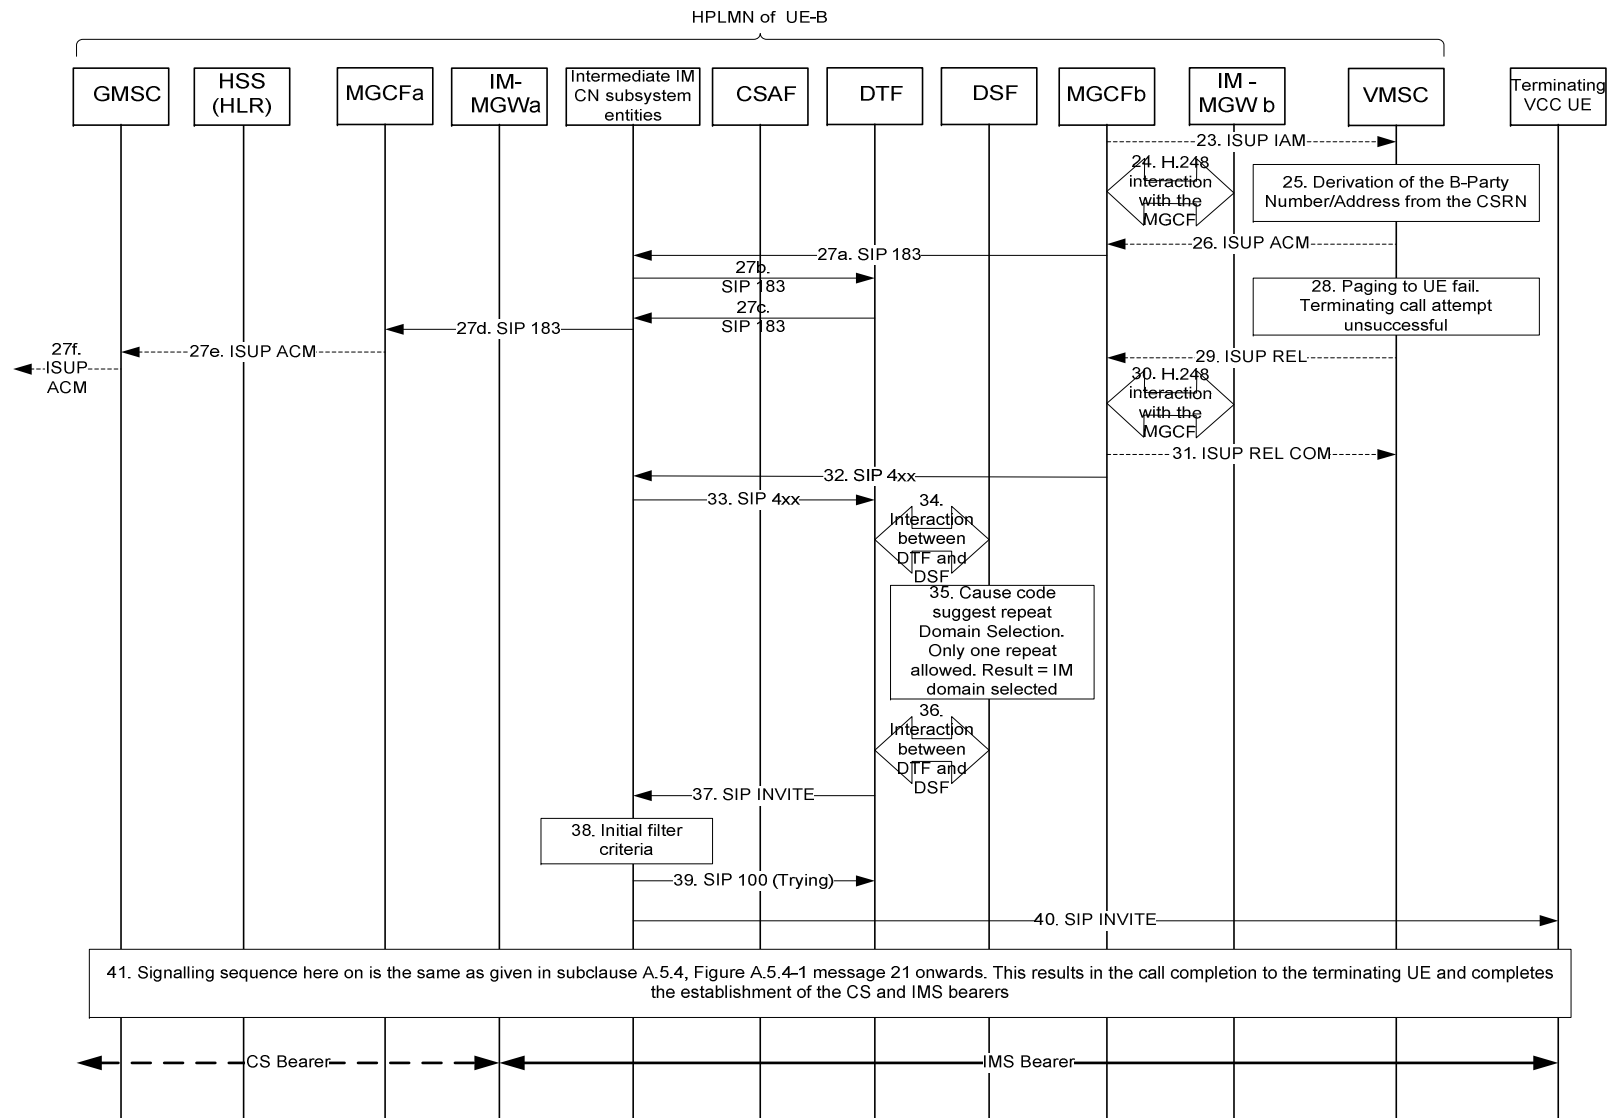 HPLMN of UE-B
GMSC
HSS
(HLR)
MGCFa
IM-
MGWa
Intermediate IM
CN subsystem
entities
CSAF
DTF
DSF
MGCFb
IM -
MGW b
VMSC
Terminating
VCC UE
23. ISUP IAM
24. H.248
interaction
with the
MGCF
25. Derivation of the B-Party
Number/Address from the CSRN
26. ISUP ACM
27a. SIP 183
27b.
SIP 183
27c.
SIP 183
27d. SIP 183
27e. ISUP ACM
27f.
ISUP
ACM
28. Paging to UE fail.
Terminating call attempt
unsuccessful
29. ISUP REL
30. H.248
interaction
with the
MGCF
31. ISUP REL COM
32. SIP 4xx
33. SIP 4xx
34.
Interaction
between
DTF and
DSF
35. Cause code
suggest repeat
Domain Selection.
Only one repeat
allowed. Result = IM
domain selected
36.
Interaction
between
DTF and
DSF
37. SIP INVITE
38. Initial filter
criteria
39. SIP 100 (Trying)
40. SIP INVITE
41. Signalling sequence here on is the same as given in subclause A.5.4, Figure A.5.4-1 message 21 onwards. This results in the call completion to the terminating UE and completes
the establishment of the CS and IMS bearers
CS Bearer
IMS Bearer